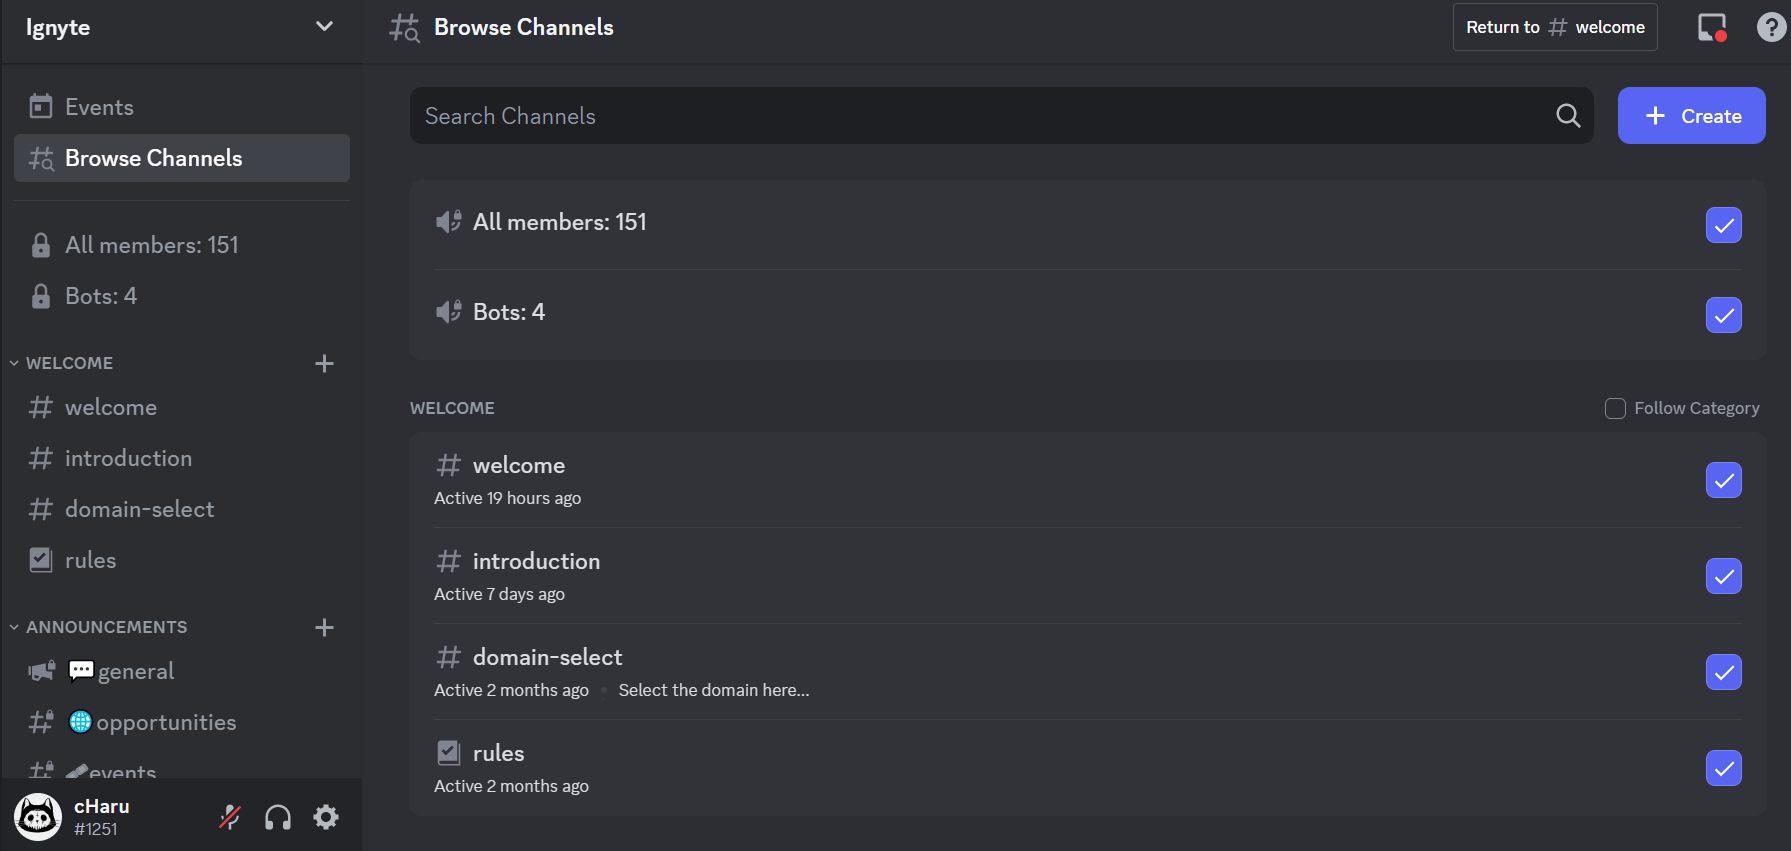 Ignyte
Events
Browse Channels
All members: 151
Bots: 4
WELCOME
welcome
introduction
domain-select
rules
ANNOUNCEMENTS
general
opportunities
events
cHaru
#1251
Browse Channels
Return to # welcome
Search Channels
Create
All members: 151
Bots: 4
WELCOME
Follow Category
welcome
Active 19 hours ago
introduction
Active 7 days ago
domain-select
Active 2 months ago • Select the domain here...
rules
Active 2 months ago